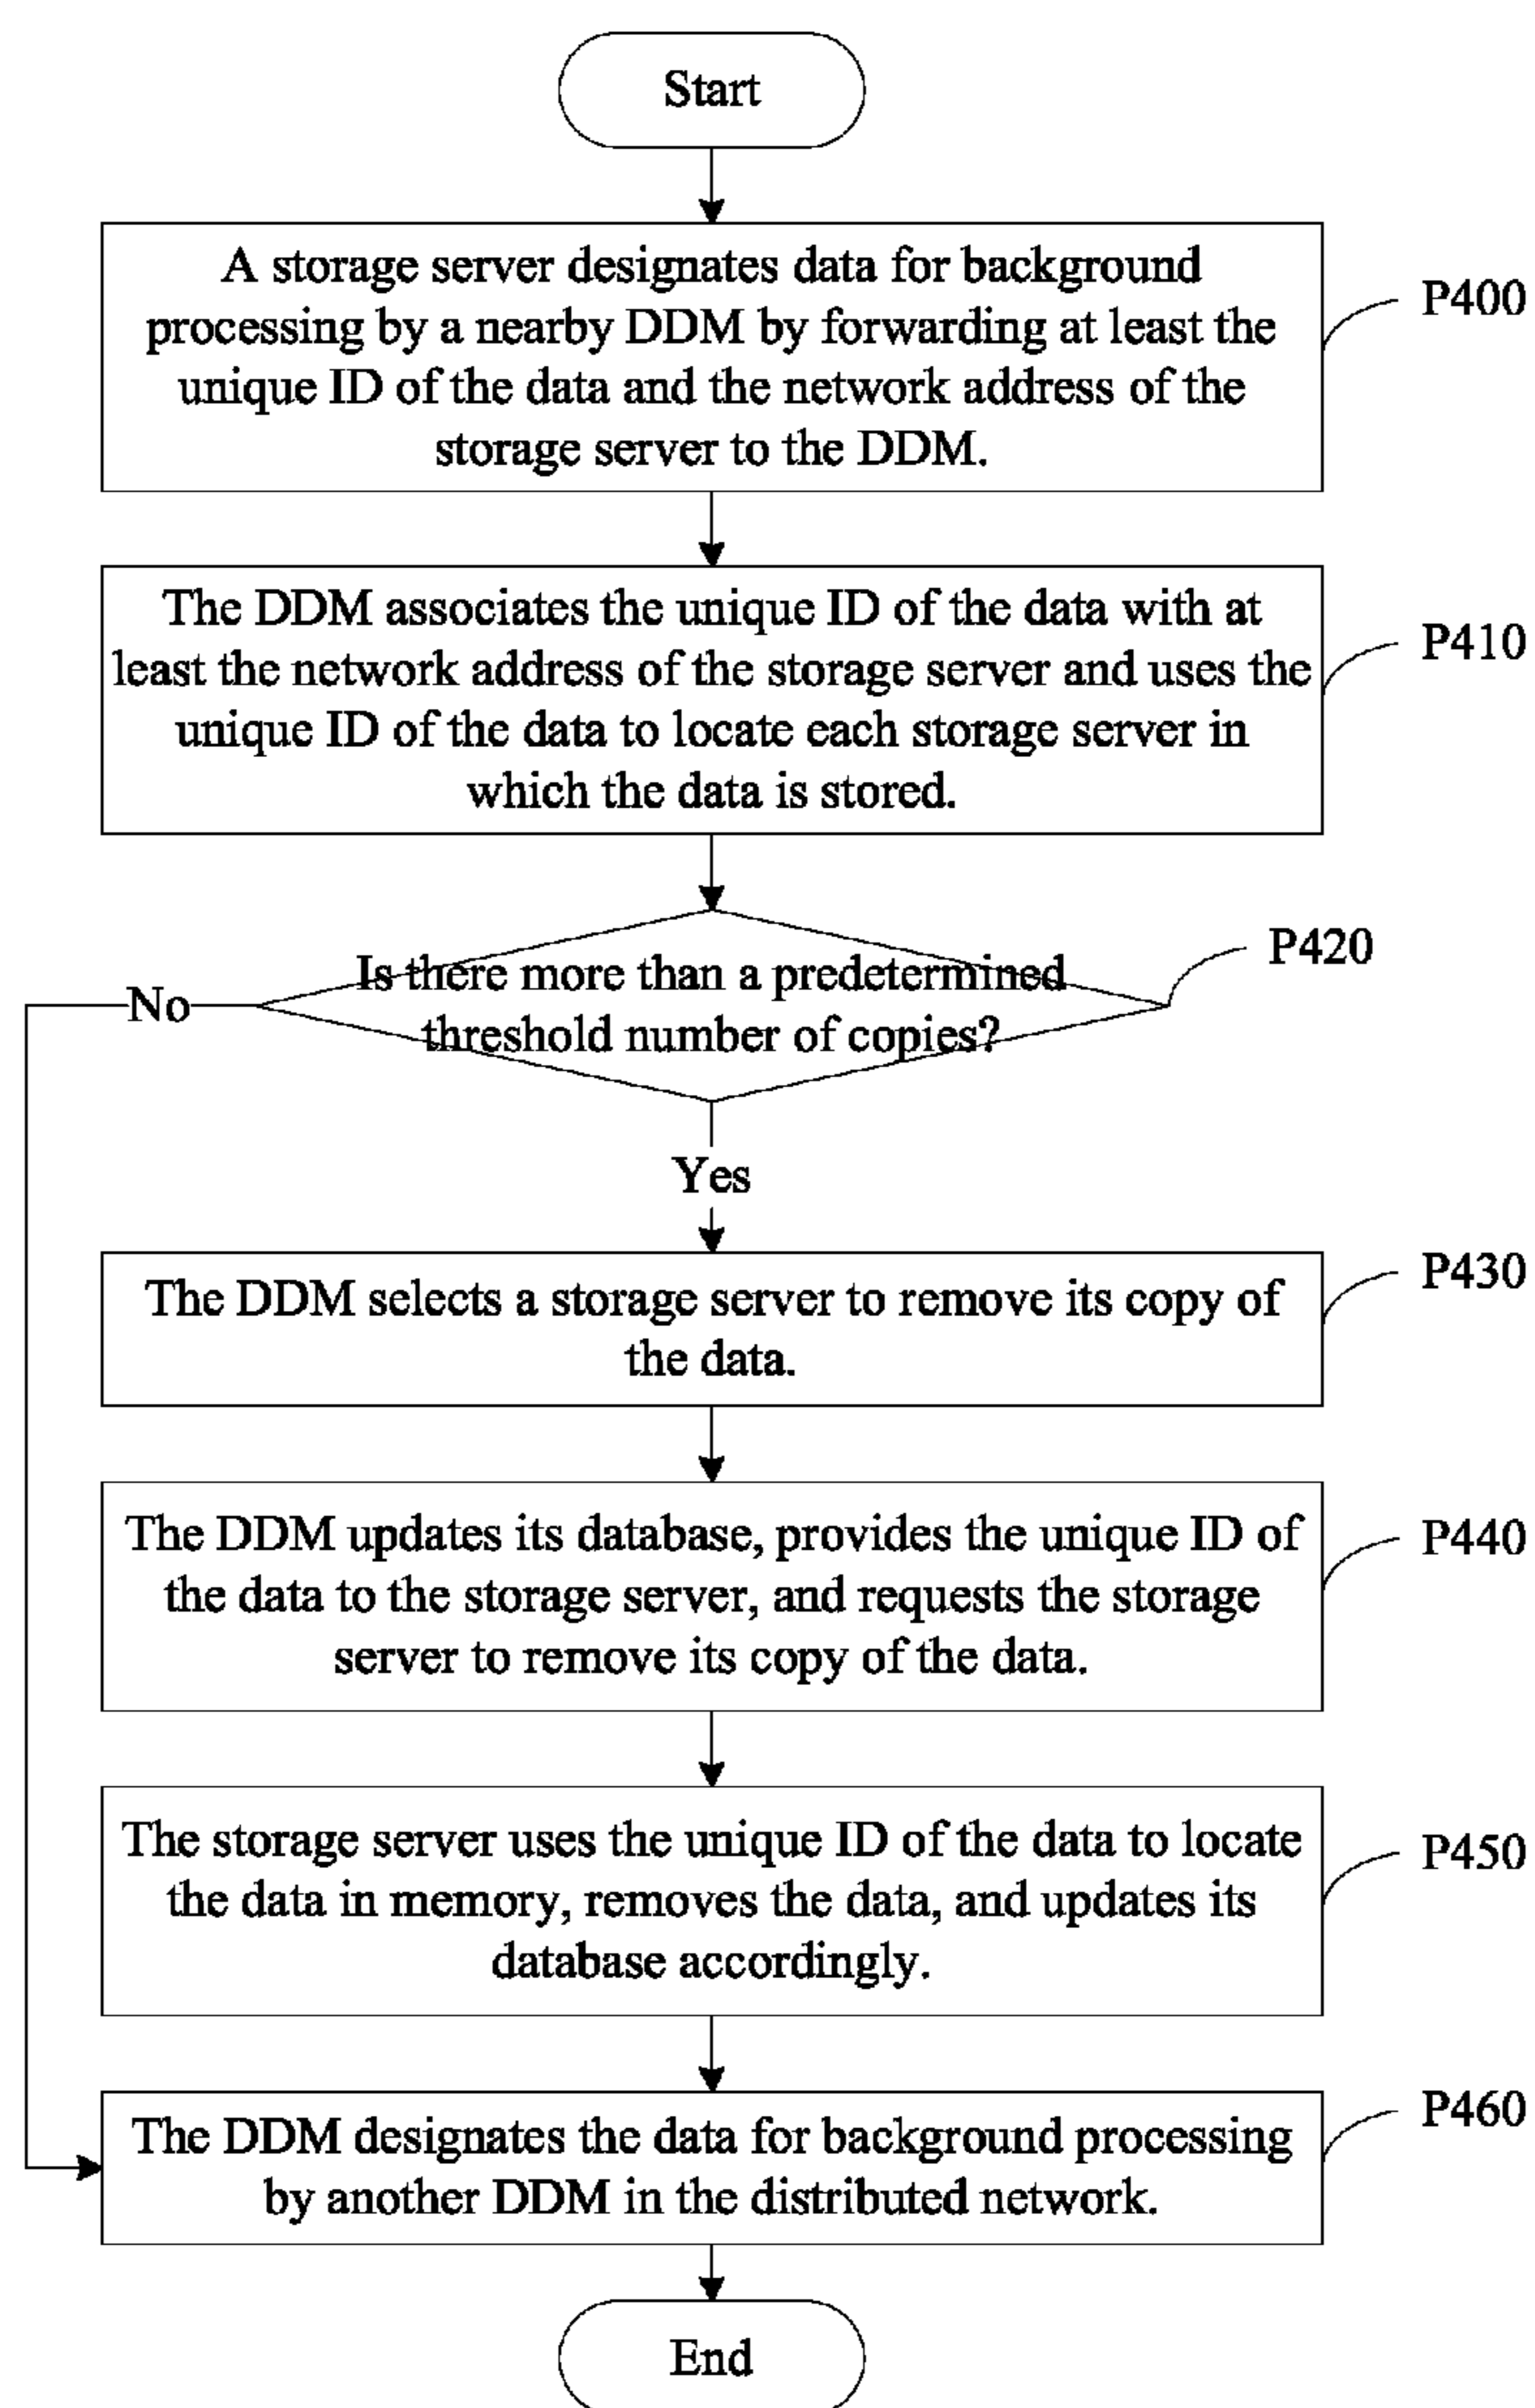 Start
A storage server designates data for background
processing by a nearby DDM by forwarding at least the
unique ID of the data and the network address of the
storage server to the DDM.
P400
The DDM associates the unique ID of the data with at
least the network address of the storage server and uses the
unique ID of the data to locate each storage server in
which the data is stored.
P410
Is there more than a predetermined
threshold number of copies?
P420
No
Yes
The DDM selects a storage server to remove its copy of
the data.
P430
The DDM updates its database, provides the unique ID of
the data to the storage server, and requests the storage
server to remove its copy of the data.
P440
The storage server uses the unique ID of the data to locate
the data in memory, removes the data, and updates its
database accordingly.
P450
The DDM designates the data for background processing
by another DDM in the distributed network.
P460
End